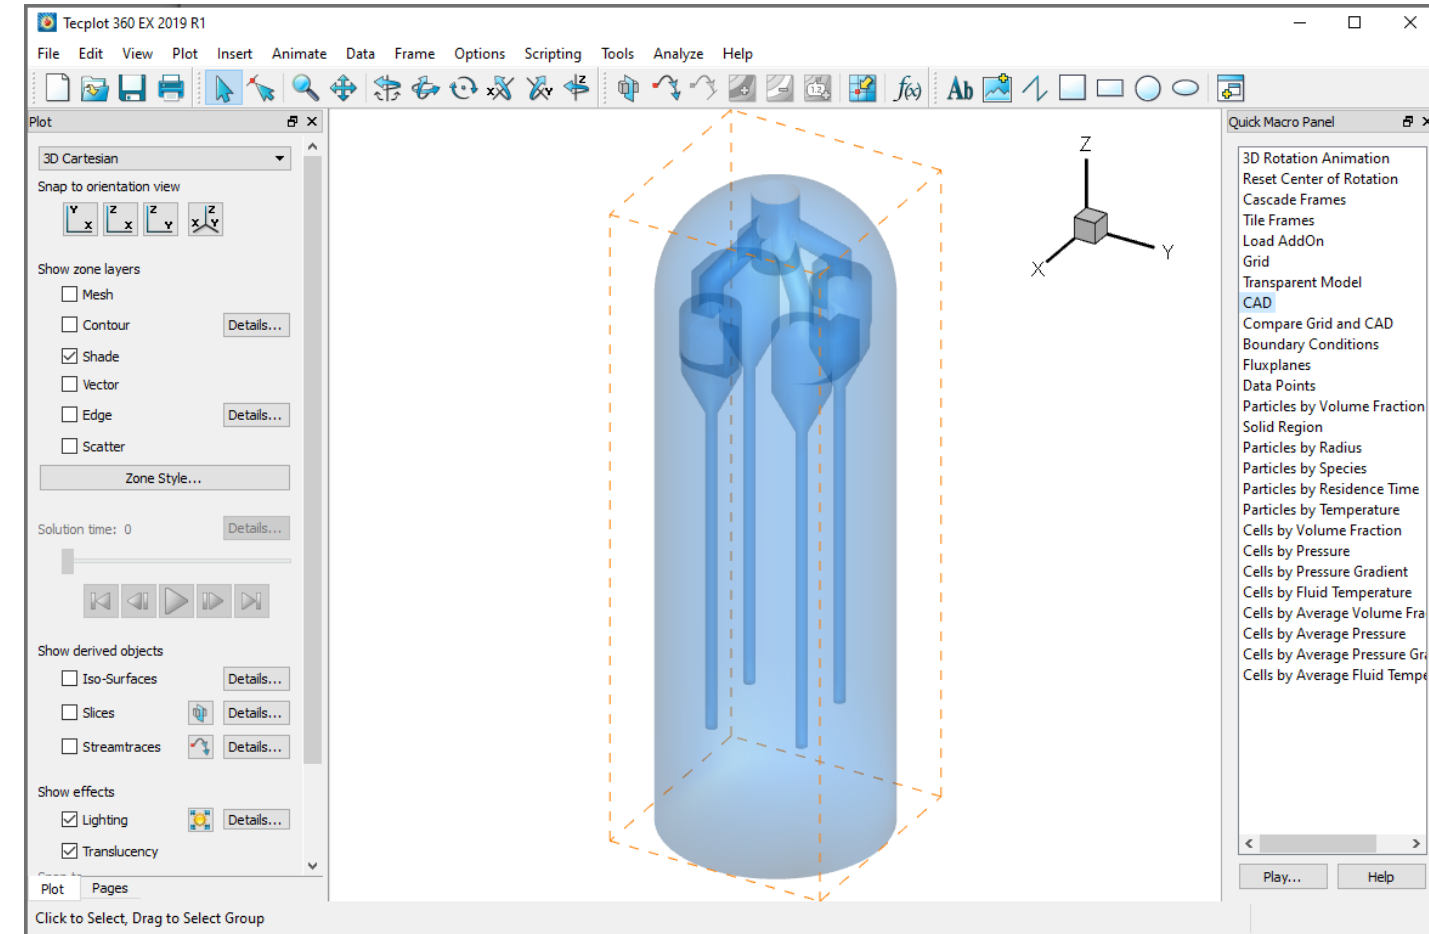 Tecplot 360 EX 2019 R1
File Edit View Plot Insert Animate Data Frame Options Scripting Tools Analyze Help
Plot
3D Cartesian
Snap to orientation view
Y X Z X Z Y Z X Y
Show zone layers
Mesh
Contour Details...
Shade
Vector
Edge Details...
Scatter
Zone Style...
Solution time: 0 Details...
Show derived objects
Iso-Surfaces Details...
Slices Details...
Streamtraces Details...
Show effects
Lighting Details...
Translucency
Snap to
Plot Pages
Click to Select, Drag to Select Group
Ab
f(x)
Z
X
Y
Quick Macro Panel
3D Rotation Animation
Reset Center of Rotation
Cascade Frames
Tile Frames
Load AddOn
Grid
Transparent Model
CAD
Compare Grid and CAD
Boundary Conditions
Fluxplanes
Data Points
Particles by Volume Fraction
Solid Region
Particles by Radius
Particles by Species
Particles by Residence Time
Particles by Temperature
Cells by Volume Fraction
Cells by Pressure
Cells by Pressure Gradient
Cells by Fluid Temperature
Cells by Average Volume Fra
Cells by Average Pressure
Cells by Average Pressure Gr
Cells by Average Fluid Tempe
Play... Help